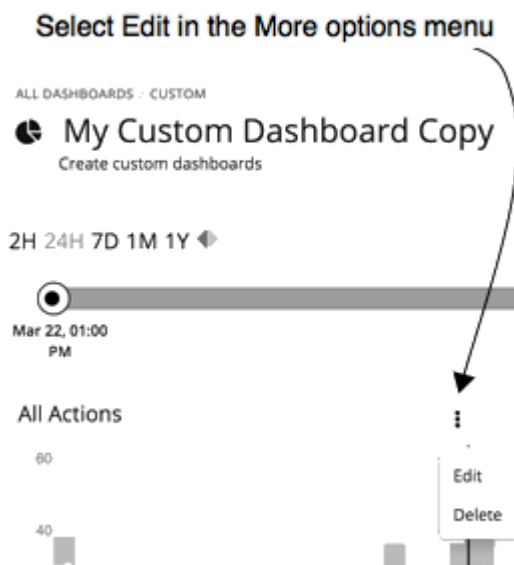 Select Edit in the More options menu
ALL DASHBOARDS / CUSTOM
My Custom Dashboard Copy
Create custom dashboards
2H 24H 7D 1M 1Y
Mar 22, 01:00
PM
All Actions
60
Edit
Delete
40